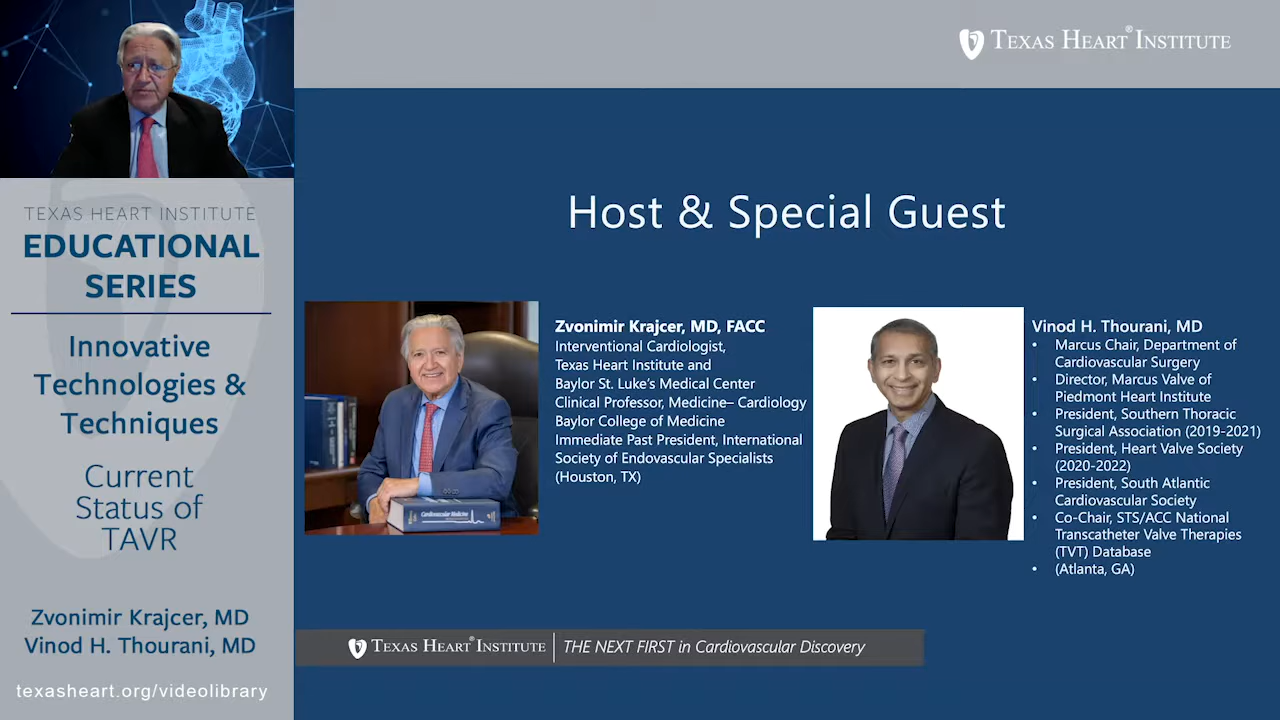 TEXAS HEART® INSTITUTE
TEXAS HEART INSTITUTE
EDUCATIONAL
SERIES
Innovative
Technologies &
Techniques
Current
Status of
TAVR
Zvonimir Krajcer, MD
Vinod H. Thourani, MD
texasheart.org/videolibrary
Host & Special Guest
Zvonimir Krajcer, MD, FACC
Interventional Cardiologist,
Texas Heart Institute and
Baylor St. Luke's Medical Center
Clinical Professor, Medicine– Cardiology
Baylor College of Medicine
Immediate Past President, International
Society of Endovascular Specialists
(Houston, TX)
Cardiovascular Medicine
Vinod H. Thourani, MD
• Marcus Chair, Department of
Cardiovascular Surgery
• Director, Marcus Valve of
Piedmont Heart Institute
• President, Southern Thoracic
Surgical Association (2019-2021)
• President, Heart Valve Society
(2020-2022)
• President, South Atlantic
Cardiovascular Society
• Co-Chair, STS/ACC National
Transcatheter Valve Therapies
(TVT) Database
• (Atlanta, GA)
TEXAS HEART® INSTITUTE | THE NEXT FIRST in Cardiovascular Discovery